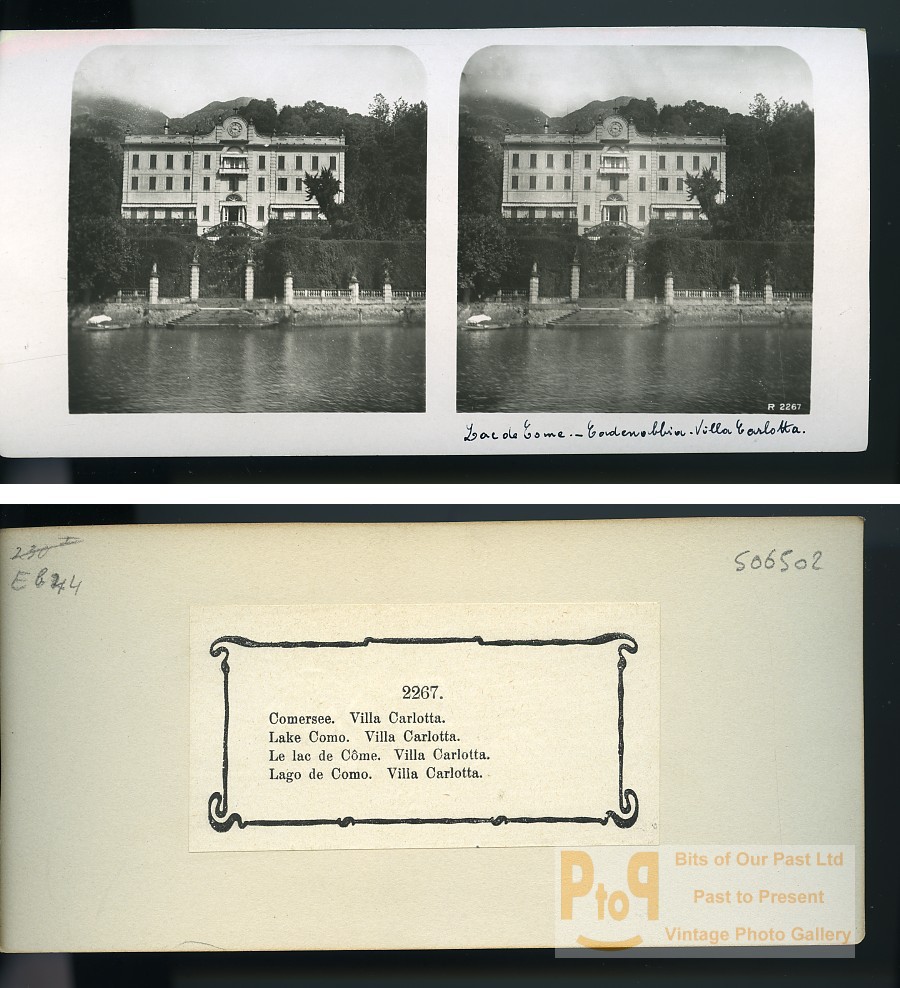 R 2267
Lac de Come. - Cadenabbia. Villa Carlotta.
230 I
506502
2267.
Comersee. Villa Carlotta.
Lake Como. Villa Carlotta.
Le lac de Côme. Villa Carlotta.
Lago de Como. Villa Carlotta.
PtoP
Bits of Our Past Ltd
Past to Present
Vintage Photo Gallery